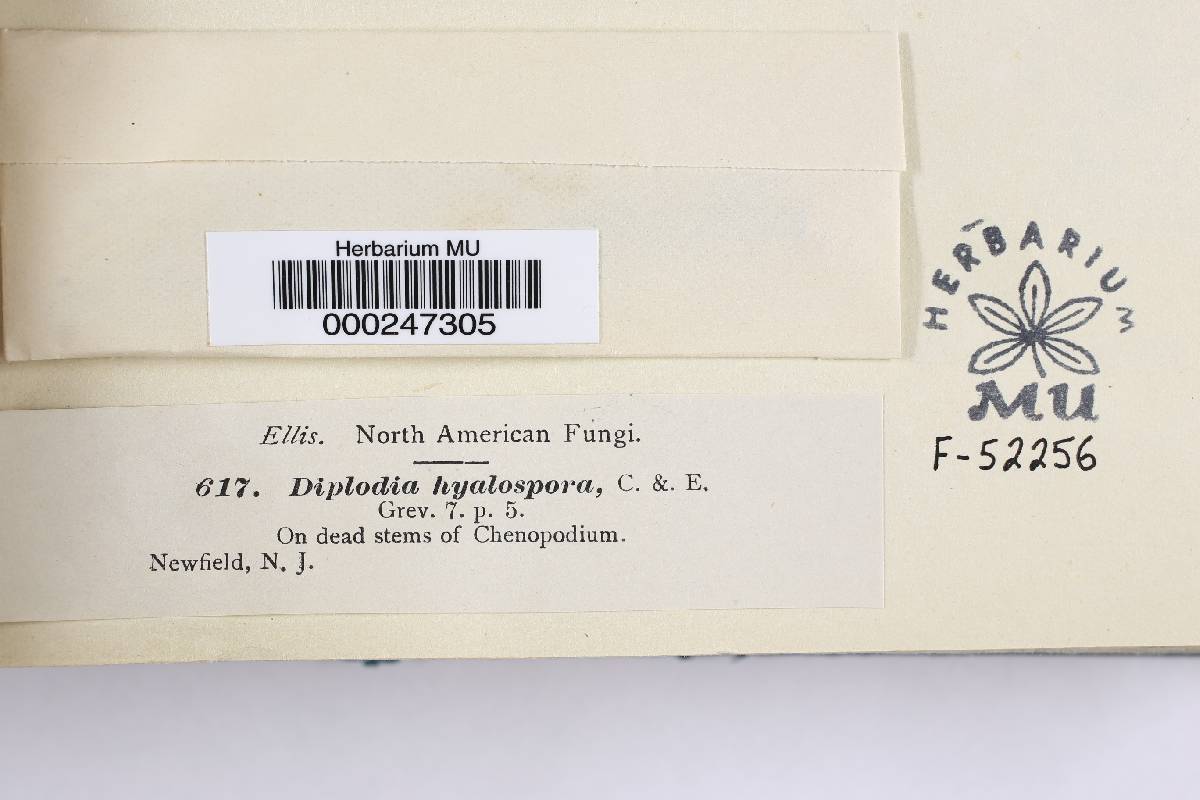 Herbarium MU
000247305
HERBARIUM
MU
F-52256
Ellis. North American Fungi.
617. Diplodia hyalospora, C. &. E.
Grev. 7. p. 5.
On dead stems of Chenopodium.
Newfield, N. J.